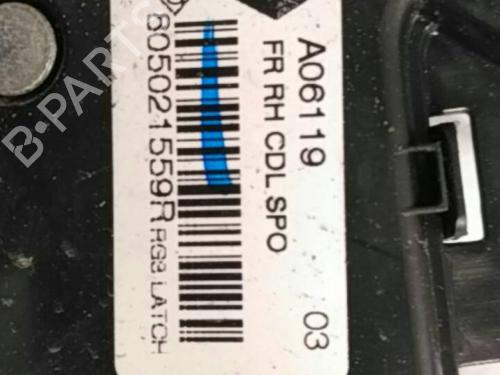 A06119
FR RH CDL SPO
03
805021559R RG3 LATCH
B-PARTS